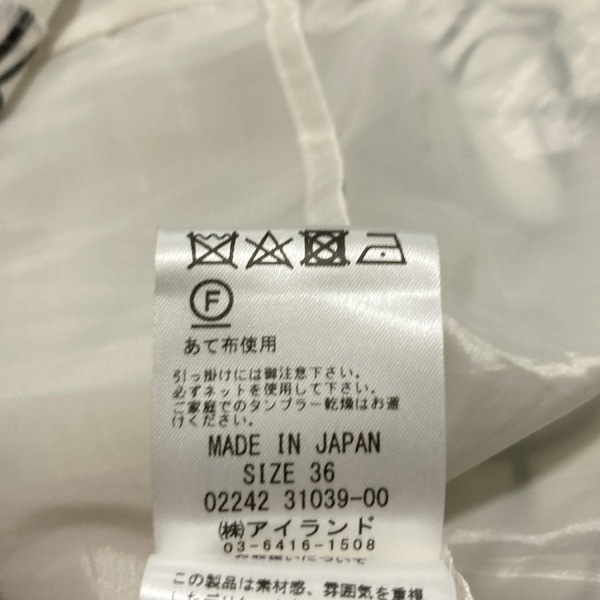 F
あて布使用
引っ掛けには御注意下さい。
必ずネットを使用して下さい。
ご家庭でのタンブラー乾燥はお避
けください。
MADE IN JAPAN
SIZE 36
02242 31039-00
㈱アイランド
03-6416-1508
この製品は素材感、雰囲気を重視